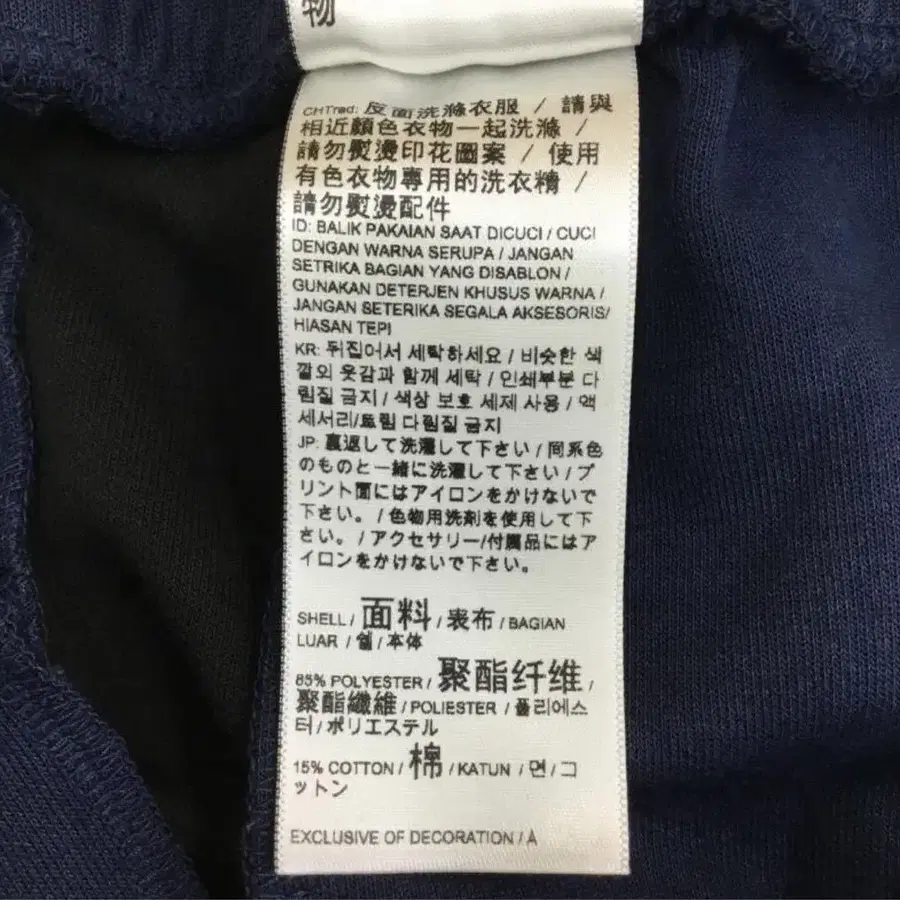 物
CHTrad: 反面洗滌衣服 / 請與
相近顏色衣物一起洗滌 /
請勿熨燙印花圖案 / 使用
有色衣物專用的洗衣精 /
請勿熨燙配件
ID: BALIK PAKAIAN SAAT DICUCI / CUCI
DENGAN WARNA SERUPA / JANGAN
SETRIKA BAGIAN YANG DISABLON /
GUNAKAN DETERJEN KHUSUS WARNA /
JANGAN SETERIKA SEGALA AKSESORIS/
HIASAN TEPI
KR: 뒤집어서 세탁하세요 / 비슷한 색
깔의 옷감과 함께 세탁 / 인쇄부분 다
림질 금지 / 색상 보호 세제 사용 / 액
세서리/트림 다림질 금지
JP: 裏返して洗濯して下さい / 同系色
のものと一緒に洗濯して下さい / プ
リント面にはアイロンをかけないで
下さい。 / 色物用洗剤を使用して下
さい。 / アクセサリー/付属品にはア
イロンをかけないで下さい。
SHELL / 面料 / 表布 / BAGIAN
LUAR / 쉘 / 本体
85% POLYESTER / 聚酯纤维 /
聚酯纖維 / POLIESTER / 폴리에스
터 / ポリエステル
15% COTTON / 棉 / KATUN / 면 / コ
ットン
EXCLUSIVE OF DECORATION / A